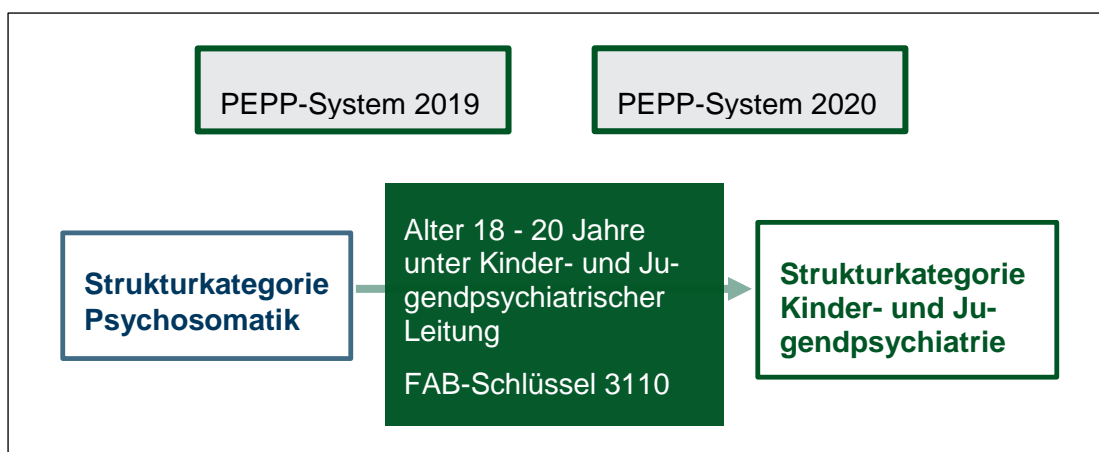 PEPP-System 2019
PEPP-System 2020
Strukturkategorie
Psychosomatik
Alter 18 - 20 Jahre
unter Kinder- und Ju-
gendpsychiatrischer
Leitung
FAB-Schlüssel 3110
Strukturkategorie
Kinder- und Ju-
gendpsychiatrie